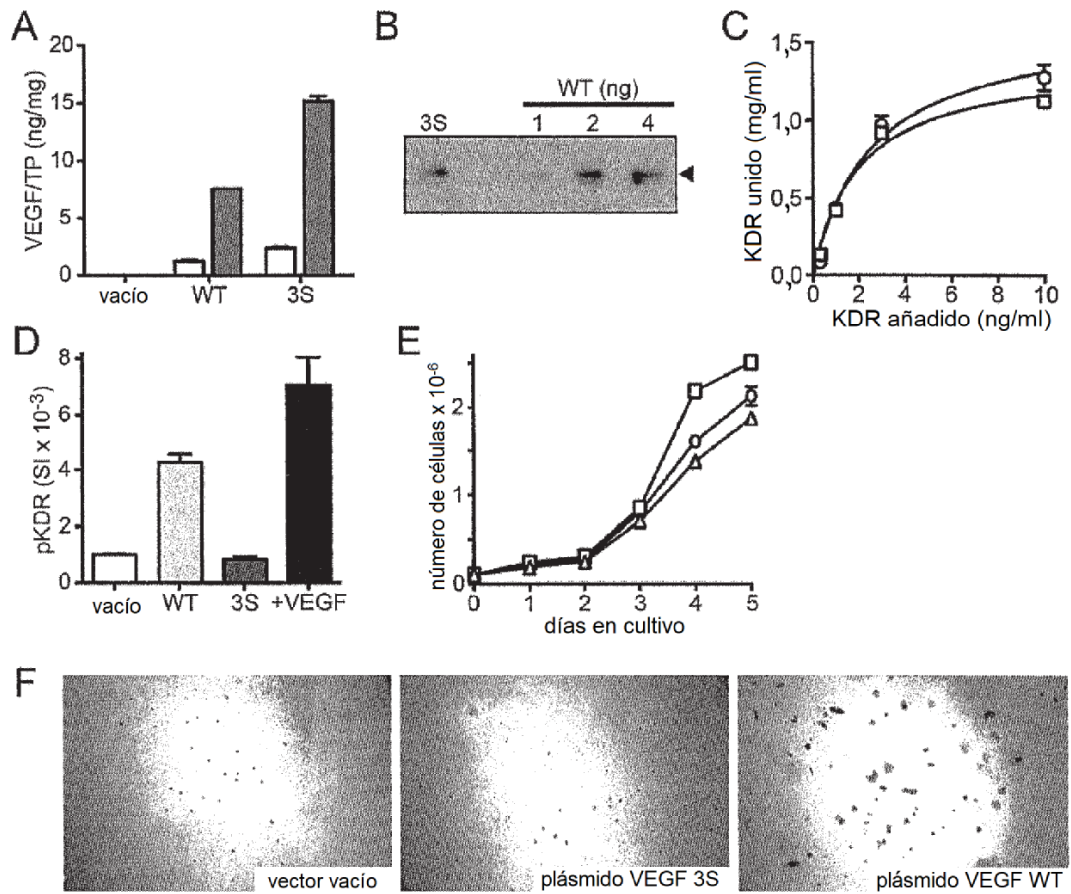 A
VEGF/TP (ng/mg)
20
15
10
5
0
vacío
WT
3S
B
WT (ng)
3S
1
2
4
C
KDR unido (mg/ml)
1,5
1,0
0,5
0,0
0
2
4
6
8
10
KDR añadido (ng/ml)
D
pKDR (SI x 10⁻³)
8
6
4
2
0
vacío
WT
3S
+VEGF
E
número de células x 10⁻⁶
2
1
0
0
1
2
3
4
5
días en cultivo
F
vector vacío
plásmido VEGF 3S
plásmido VEGF WT